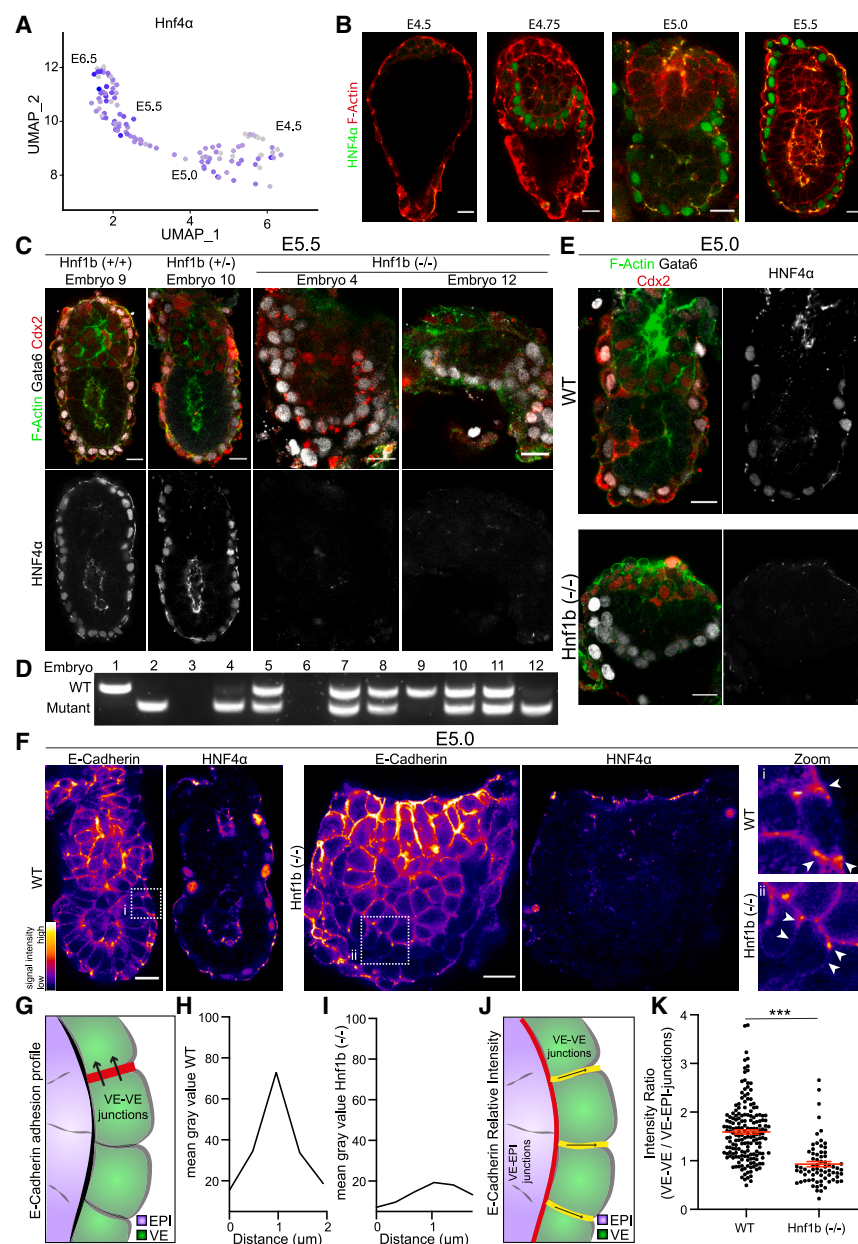 A
Hnf4α
12
10
8
UMAP_2
E6.5
E5.5
E5.0
E4.5
2
4
6
UMAP_1
B
E4.5
E4.75
E5.0
E5.5
HNF4α F-Actin
C
E5.5
Hnf1b (+/+)
Embryo 9
Hnf1b (+/-)
Embryo 10
Hnf1b (-/-)
Embryo 4
Embryo 12
F-Actin Gata6 Cdx2
HNF4α
D
Embryo 1 2 3 4 5 6 7 8 9 10 11 12
WT
Mutant
E
E5.0
F-Actin Gata6
Cdx2
HNF4α
WT
Hnf1b (-/-)
F
E5.0
E-Cadherin
HNF4α
E-Cadherin
HNF4α
Zoom
WT
Hnf1b (-/-)
i
ii
signal intensity
low
high
i
WT
ii
Hnf1b (-/-)
G
E-Cadherin adhesion profile
VE-VE
junctions
EPI
VE
H
mean gray value WT
100
80
60
40
20
0
1
2
Distance (um)
I
mean gray value Hnf1b (-/-)
100
80
60
40
20
0
1
Distance (um)
J
E-Cadherin Relative Intensity
VE-VE
junctions
VE-EPI
junctions
EPI
VE
K
Intensity Ratio
(VE-VE / VE-EPI-junctions)
***
4
3
2
1
0
WT
Hnf1b (-/-)